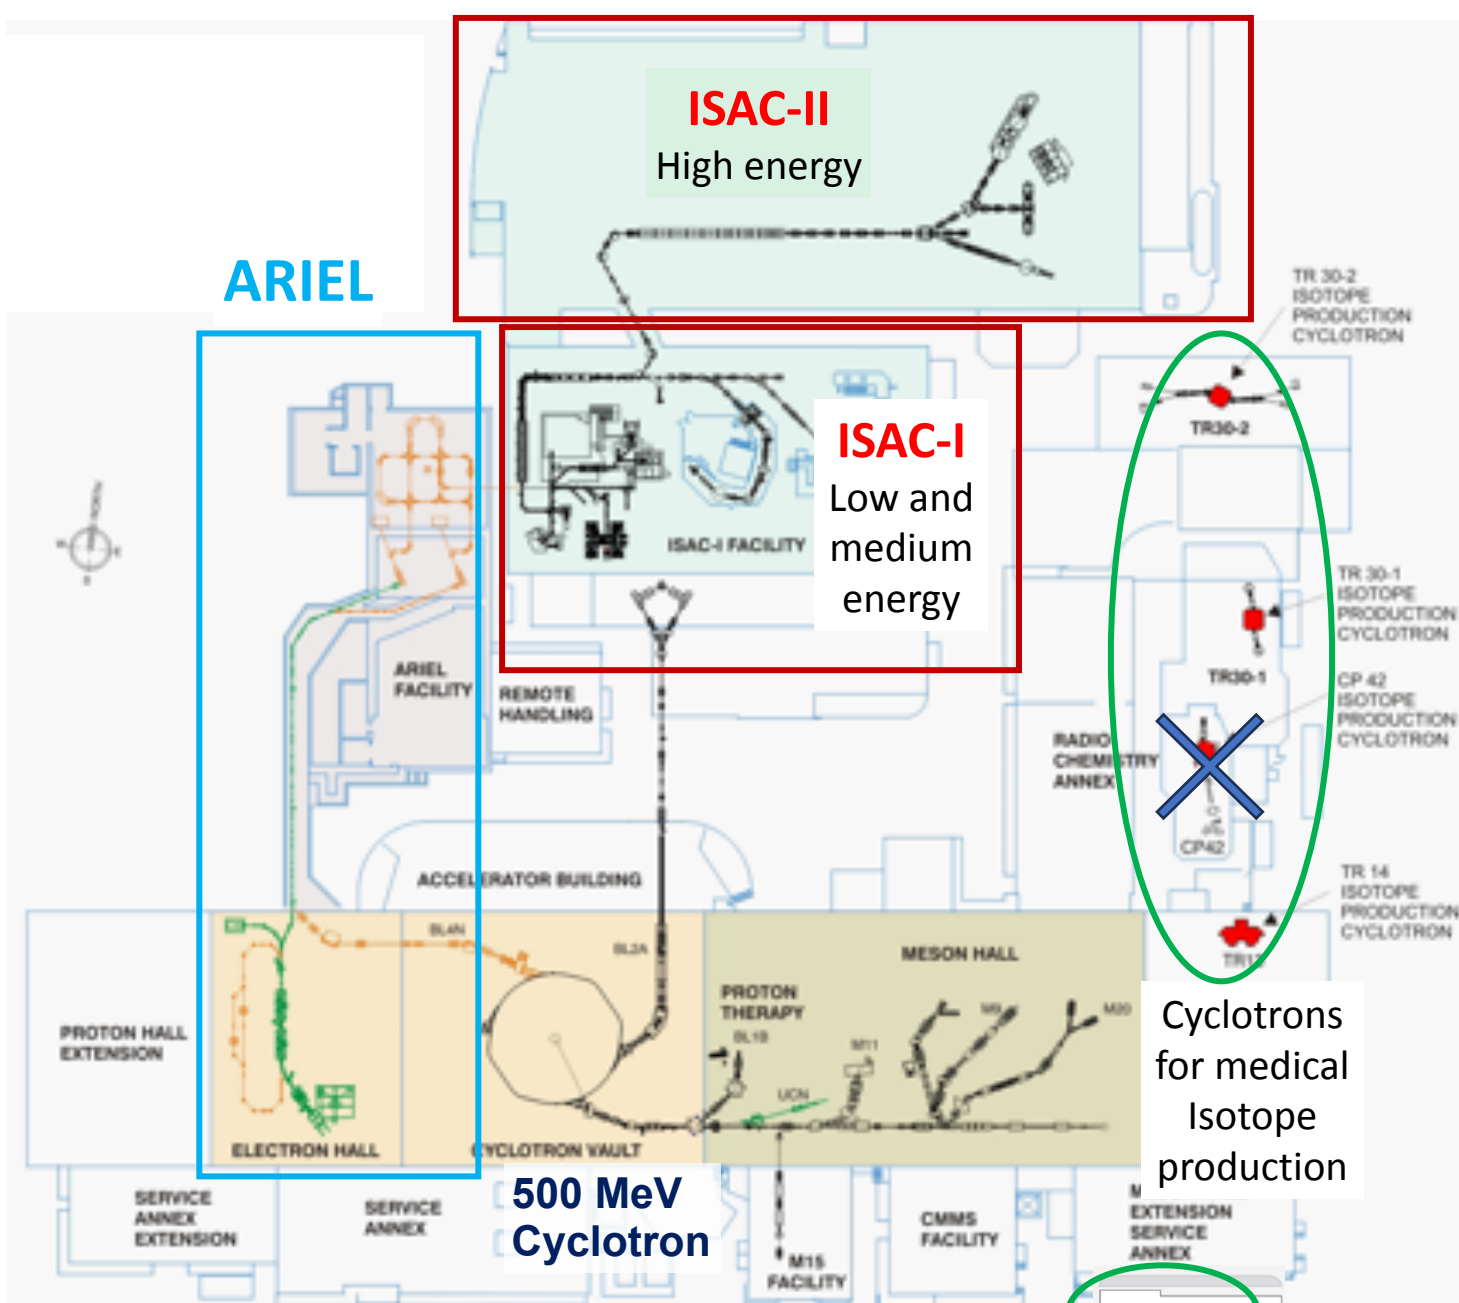 ISAC-II
High energy
ARIEL
TR 30-2
ISOTOPE
PRODUCTION
CYCLOTRON
TR30-2
ISAC-I
Low and
medium
energy
ISAC-I FACILITY
TR 30-1
ISOTOPE
PRODUCTION
CYCLOTRON
TR30-1
ARIEL
FACILITY
REMOTE
HANDLING
CP 42
ISOTOPE
PRODUCTION
CYCLOTRON
RADIO
CHEMISTRY
ANNEX
CP42
ACCELERATOR BUILDING
TR 14
ISOTOPE
PRODUCTION
CYCLOTRON
BL4N
BL2A
MESON HALL
TR13
PROTON
THERAPY
PROTON HALL
EXTENSION
BL1B
M11
M9
M20
UCN
Cyclotrons
for medical
Isotope
production
ELECTRON HALL
CYCLOTRON VAULT
500 MeV
Cyclotron
SERVICE
ANNEX
EXTENSION
SERVICE
ANNEX
M15
FACILITY
CMMS
FACILITY
EXTENSION
SERVICE
ANNEX